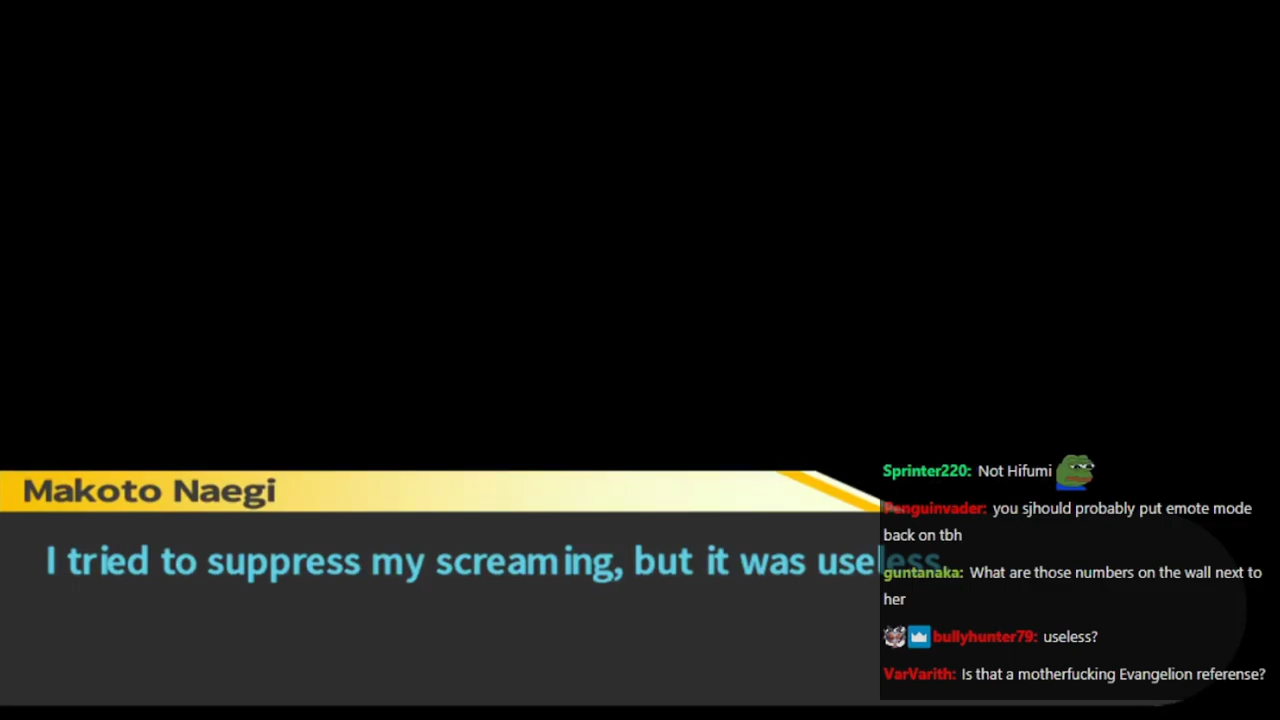 Makoto Naegi
I tried to suppress my screaming, but it was useless
Sprinter220: Not Hifumi
Penguinvader: you sjhould probably put emote mode
back on tbh
guntanaka: What are those numbers on the wall next to
her
bullyhunter79: useless?
VarVarith: Is that a motherfucking Evangelion referense?